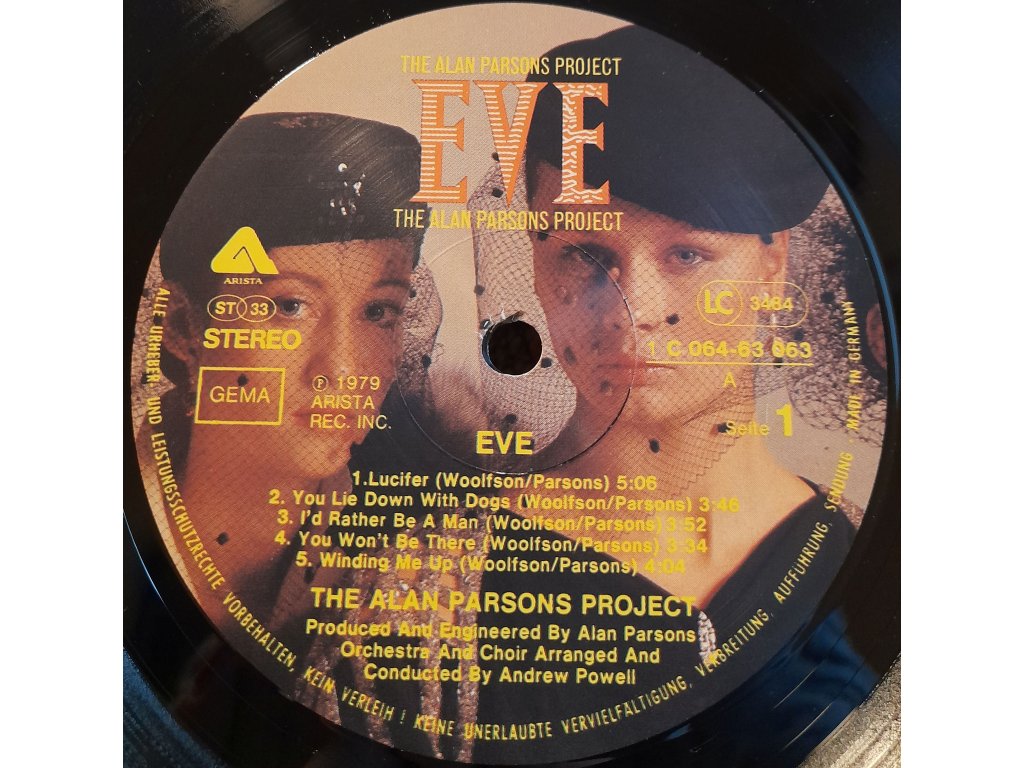 THE ALAN PARSONS PROJECT
EVE
THE ALAN PARSONS PROJECT
ARISTA
ST 33
STEREO
GEMA
℗ 1979
ARISTA
REC. INC.
LC 3484
1 C 064-63 063
A
Seite 1
EVE
1.Lucifer (Woolfson/Parsons) 5:06
2. You Lie Down With Dogs (Woolfson/Parsons) 3:46
3. I'd Rather Be A Man (Woolfson/Parsons) 3:52
4. You Won't Be There (Woolfson/Parsons) 3:34
5. Winding Me Up (Woolfson/Parsons) 4:04
THE ALAN PARSONS PROJECT
Produced And Engineered By Alan Parsons
Orchestra And Choir Arranged And
Conducted By Andrew Powell
ALLE URHEBER- UND LEISTUNGSSCHUTZRECHTE VORBEHALTEN, KEIN VERLEIH ! KEINE UNERLAUBTE VERVIELFÄLTIGUNG, VERBREITUNG, AUFFÜHRUNG, SENDUNG · MADE IN GERMANY